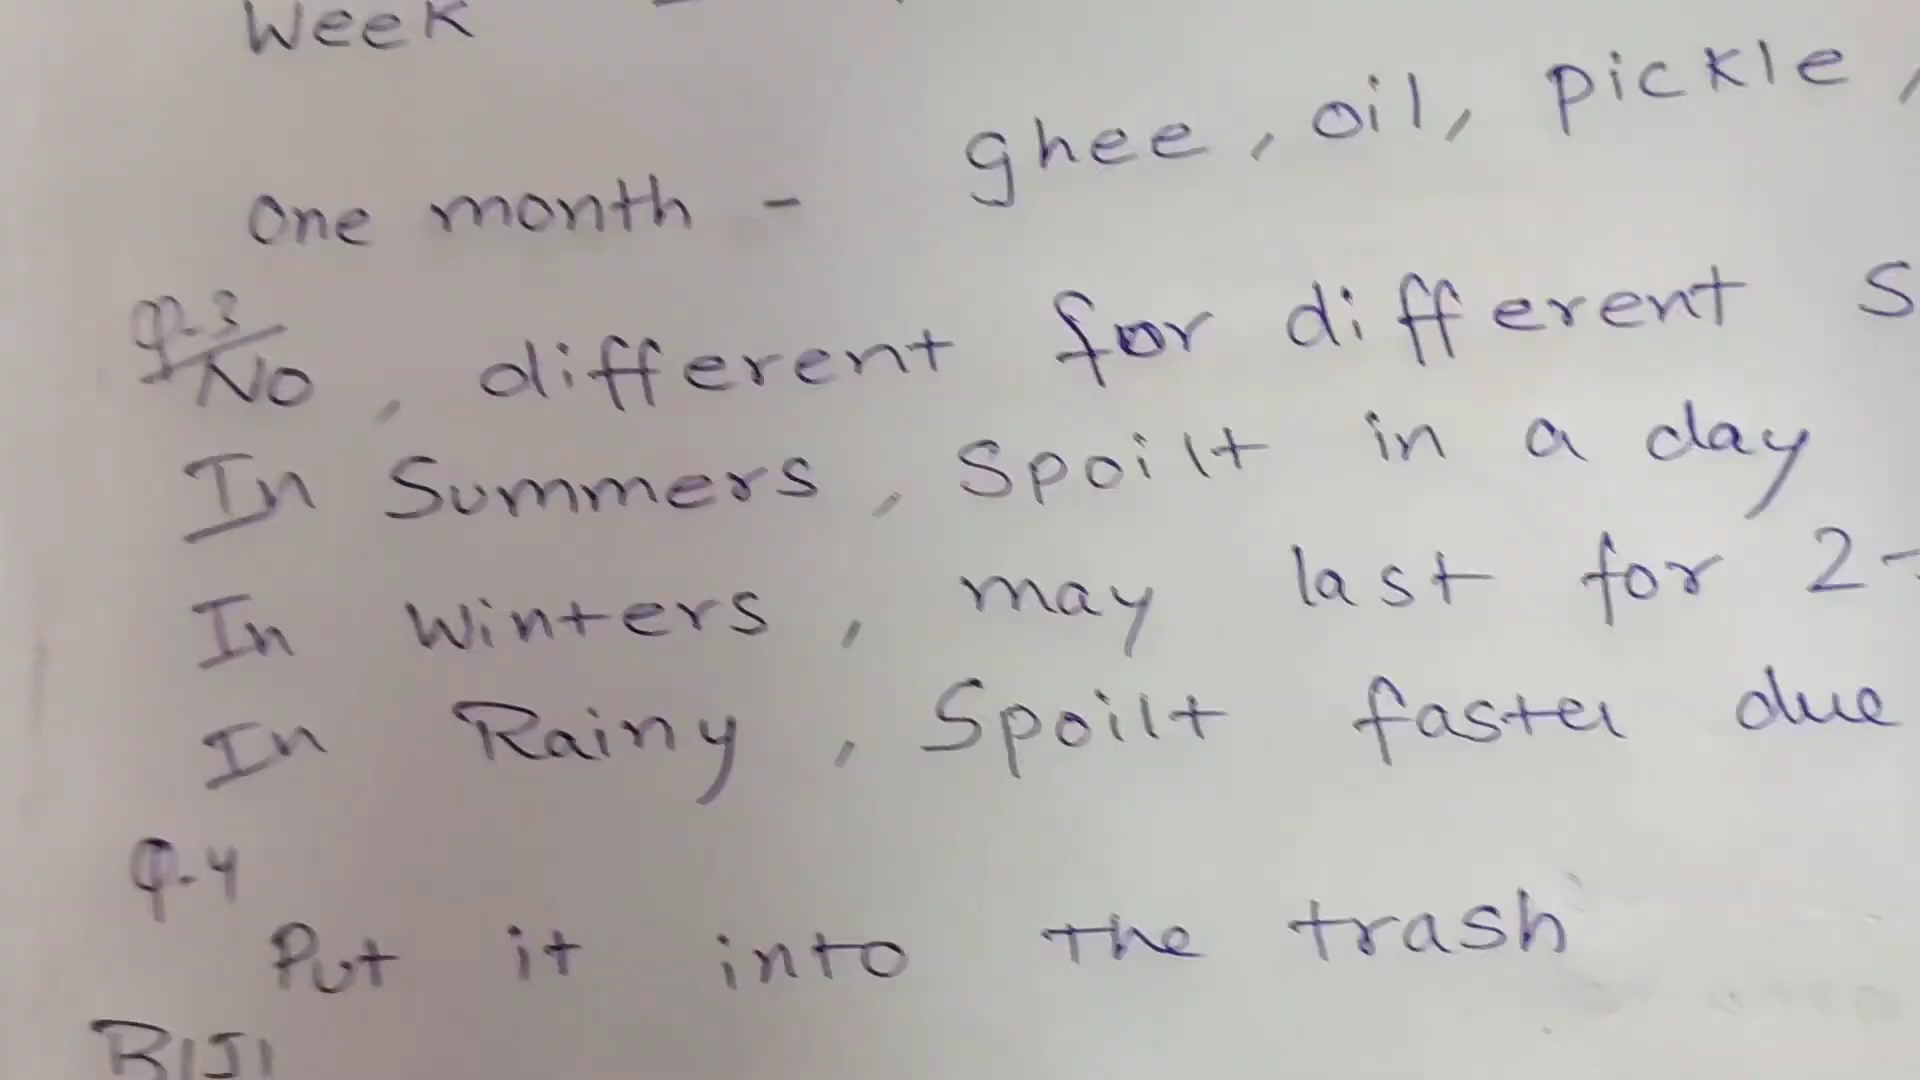 Week
One month - ghee, oil, pickle,
Q-3
No, different for different S
In Summers, Spoilt in a day
In Winters, may last for 2-
In Rainy, Spoilt faster due
Q-4
Put it into the trash
BIJI